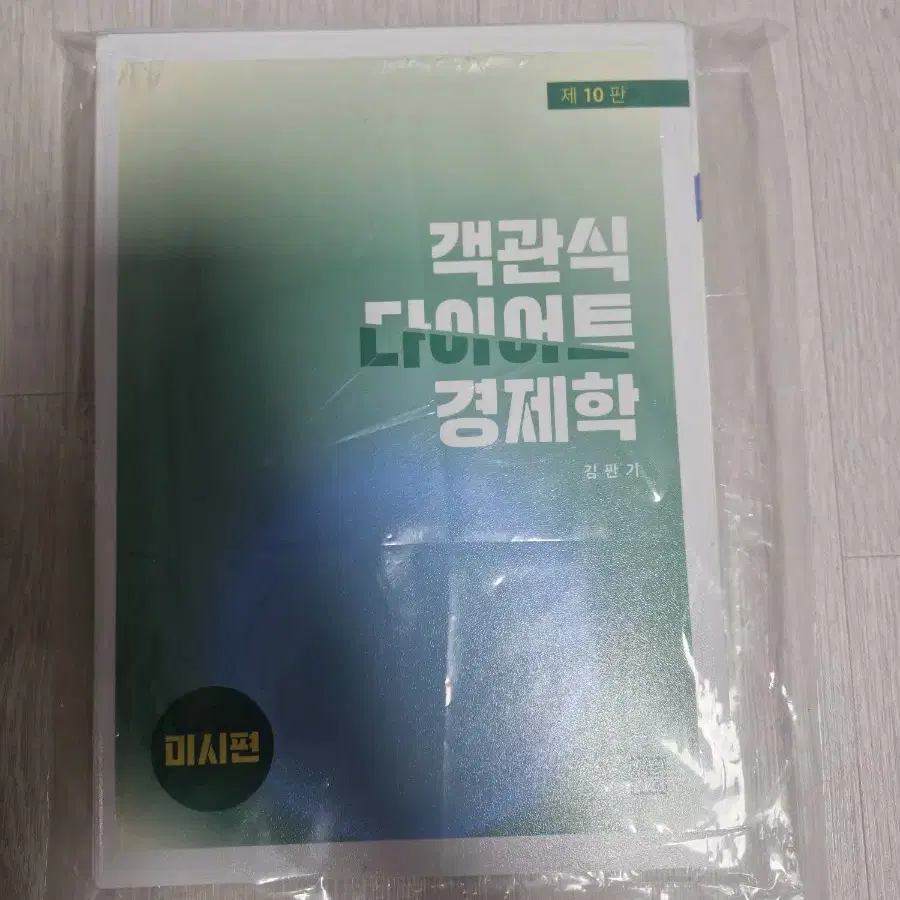 제 10 판
객관식
다이어트
경제학
김판기
미시편